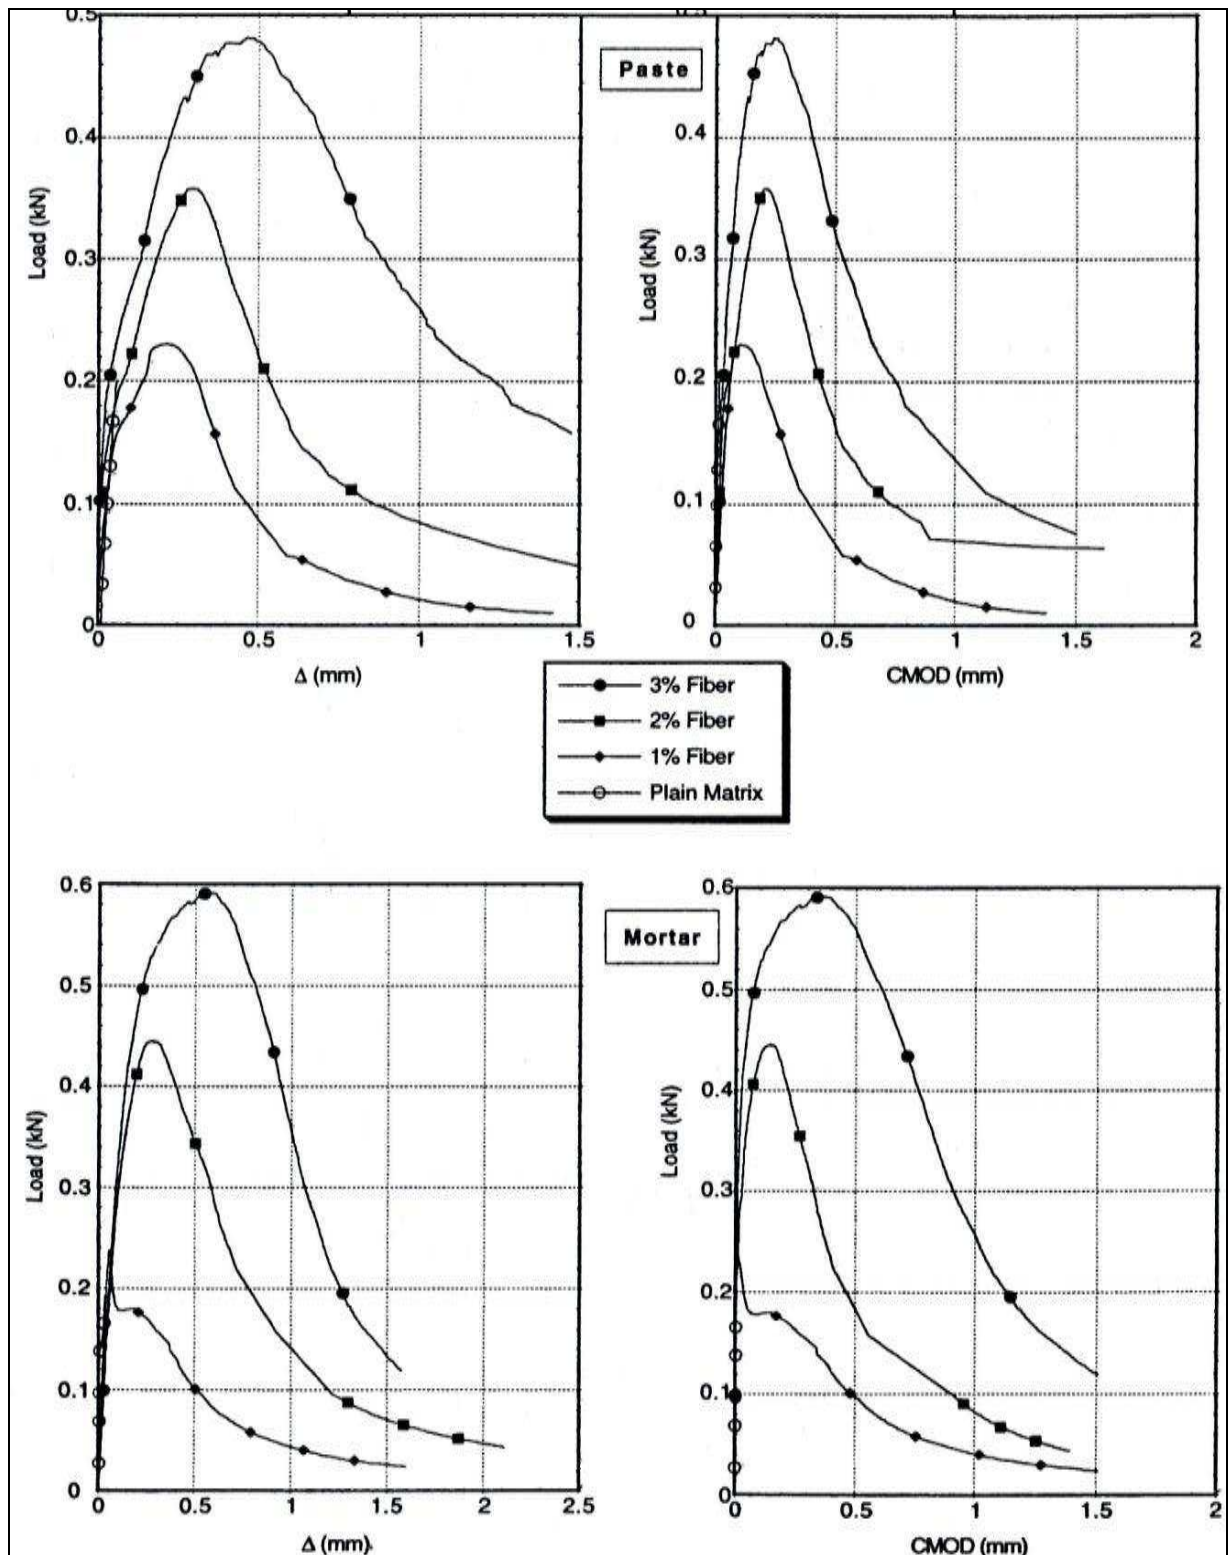 0.5
Paste
0.4
0.3
0.2
0.1
0
Load (kN)
0 0.5 1 1.5
Δ (mm)
0.4
0.3
0.2
0.1
0
Load (kN)
0 0.5 1 1.5 2
CMOD (mm)
3% Fiber
2% Fiber
1% Fiber
Plain Matrix
0.6
0.5
0.4
0.3
0.2
0.1
0
Load (kN)
0 0.5 1 1.5 2 2.5
Δ (mm)
Mortar
0.6
0.5
0.4
0.3
0.2
0.1
0
Load (kN)
0 0.5 1 1.5 2
CMOD (mm)